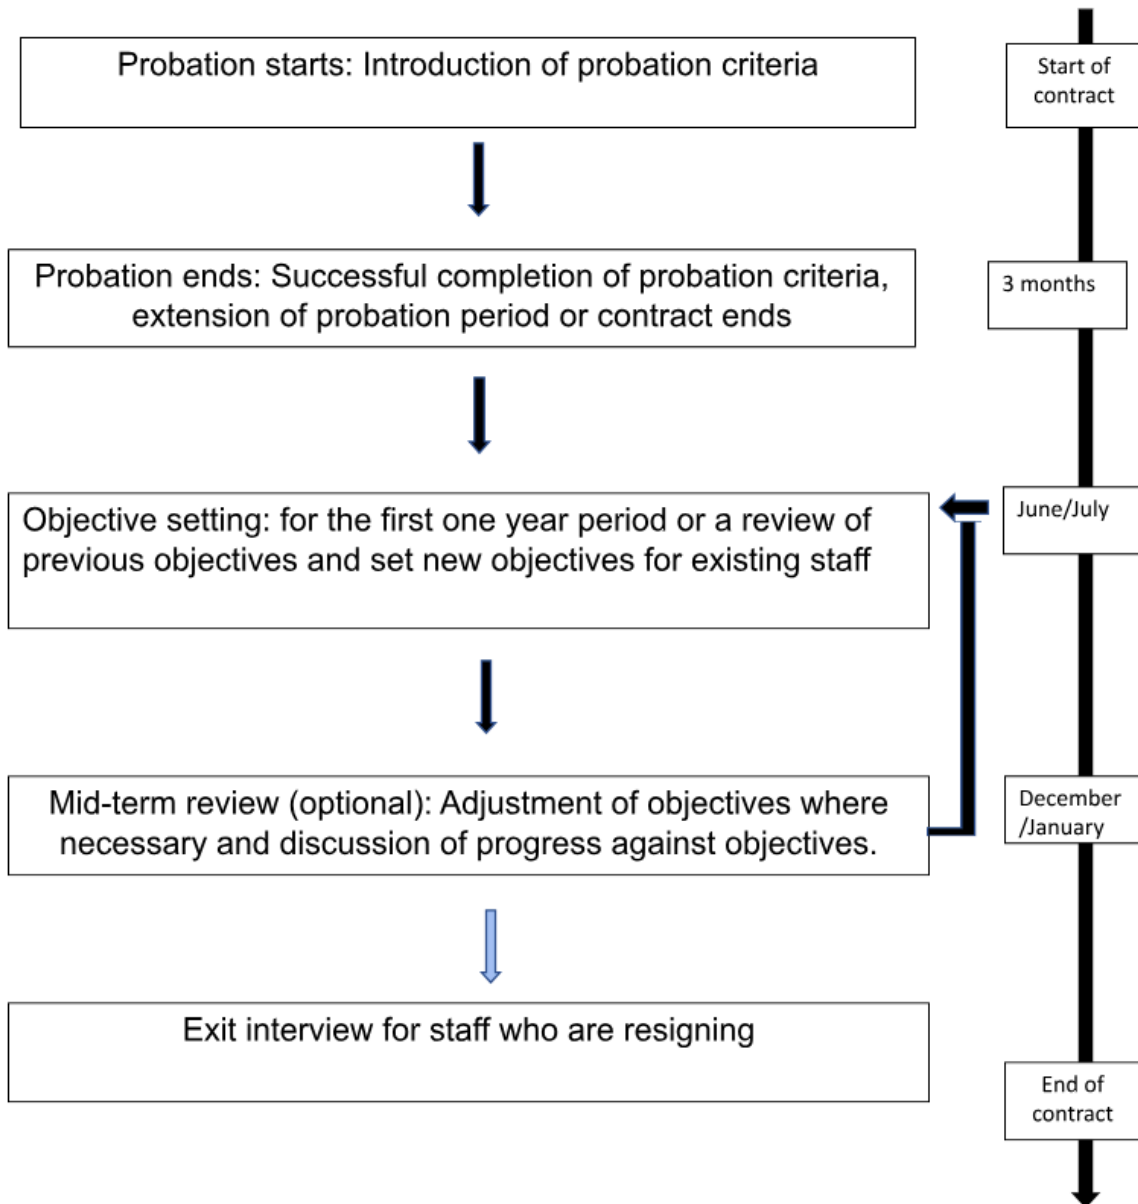 Probation starts: Introduction of probation criteria
Start of
contract
Probation ends: Successful completion of probation criteria,
extension of probation period or contract ends
3 months
Objective setting: for the first one year period or a review of
previous objectives and set new objectives for existing staff
June/July
Mid-term review (optional): Adjustment of objectives where
necessary and discussion of progress against objectives.
December
/January
Exit interview for staff who are resigning
End of
contract